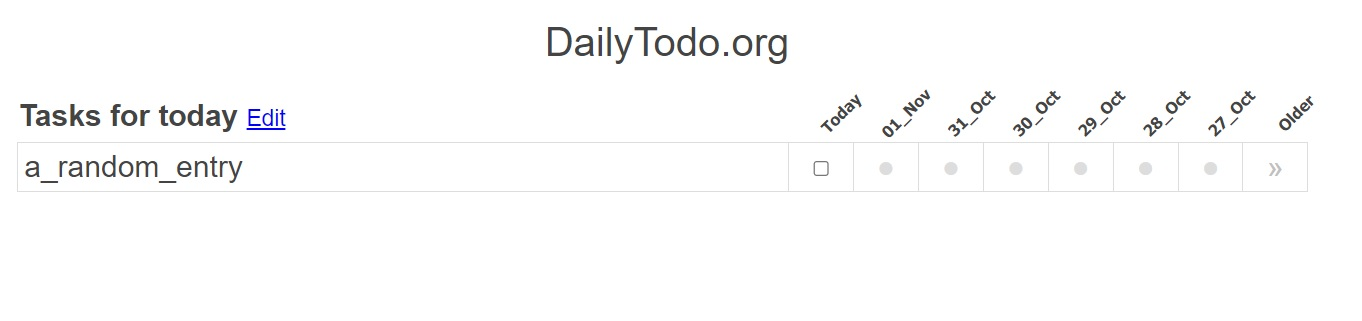 DailyTodo.org
Tasks for today Edit
Today 01_Nov 31_Oct 30_Oct 29_Oct 28_Oct 27_Oct Older
a_random_entry »